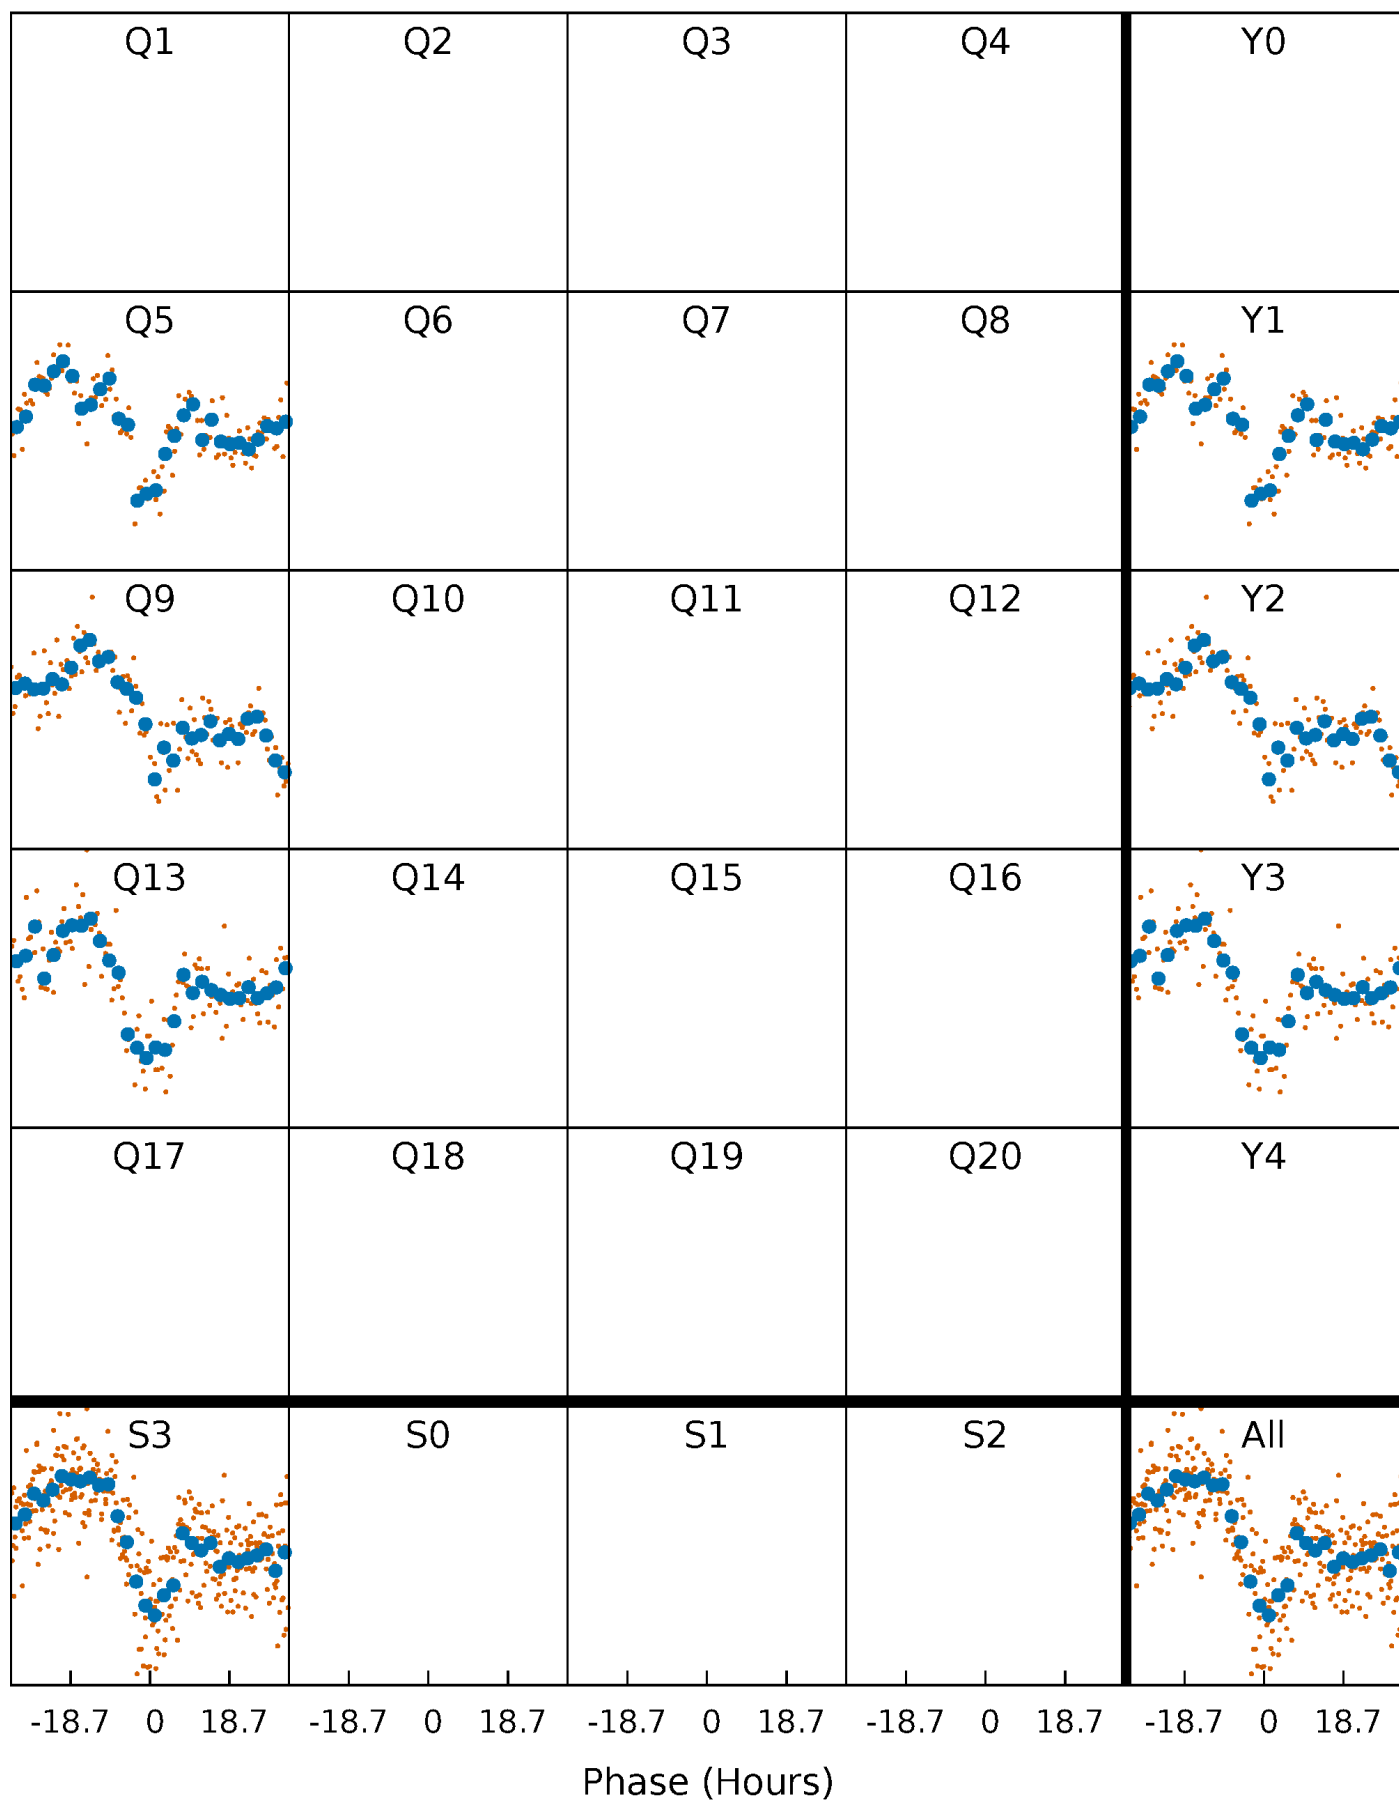 Q1 Q2 Q3 Q4 Y0
Q5 Q6 Q7 Q8 Y1
Q9 Q10 Q11 Q12 Y2
Q13 Q14 Q15 Q16 Y3
Q17 Q18 Q19 Q20 Y4
S3 S0 S1 S2 All
-18.7 0 18.7 -18.7 0 18.7 -18.7 0 18.7 -18.7 0 18.7 -18.7 0 18.7
Phase (Hours)